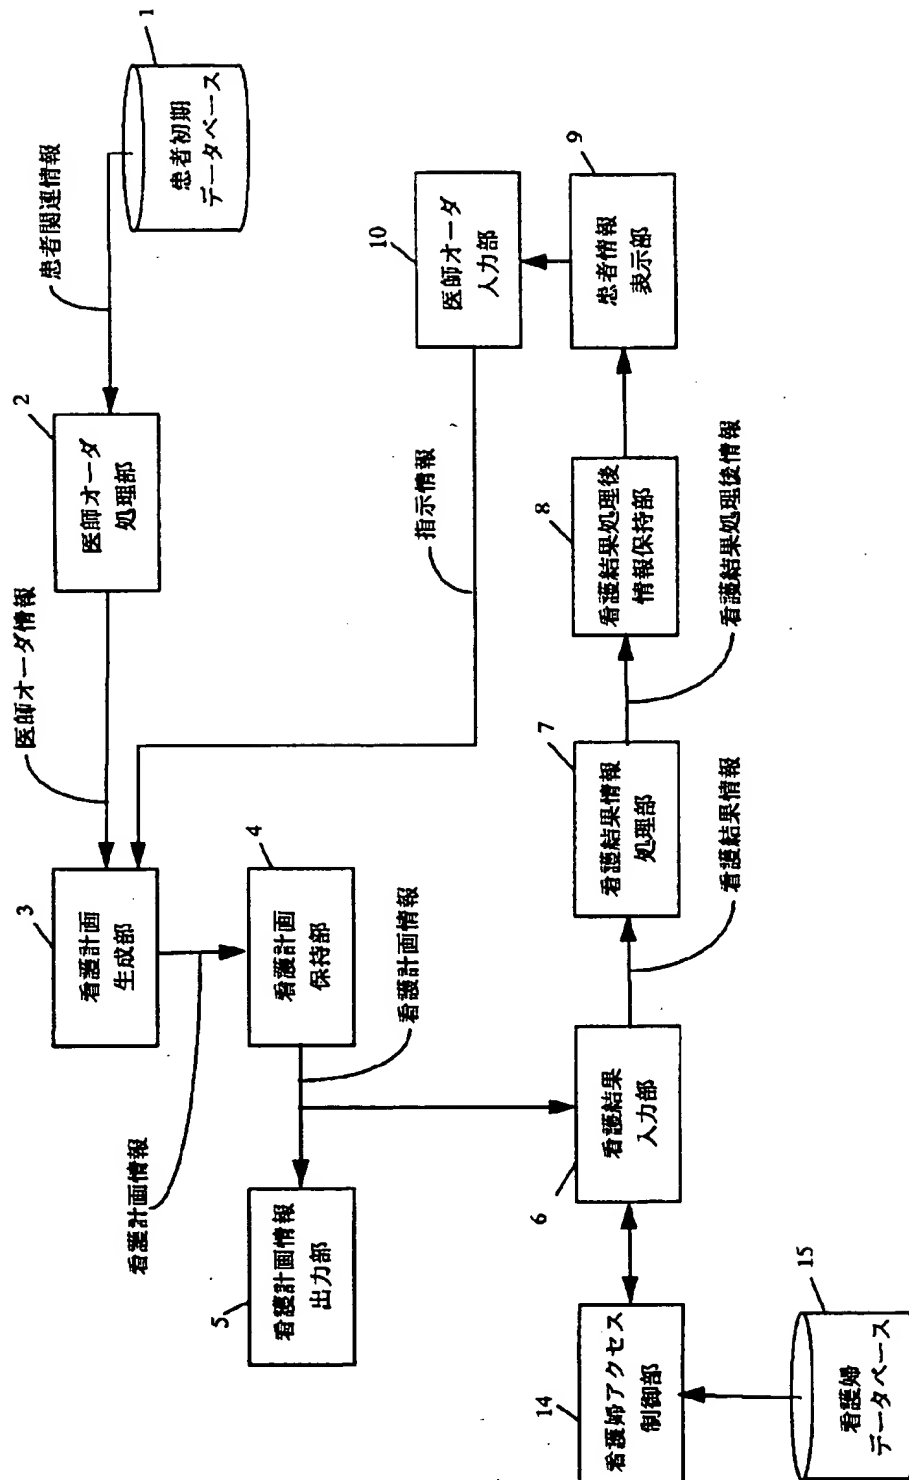 1
患者初期
データベース
患者関連情報
2
医師オーダ
処理部
医師オーダ情報
3
看護計画
生成部
看護計画情報
4
看護計画
保持部
看護計画情報
5
看護計画情報
出力部
10
医師オーダ
入力部
指示情報
9
患者情報
表示部
8
看護結果処理後
情報保持部
看護結果処理後情報
7
看護結果情報
処理部
看護結果情報
6
看護結果
入力部
14
看護婦アクセス
制御部
15
看護婦
データベース